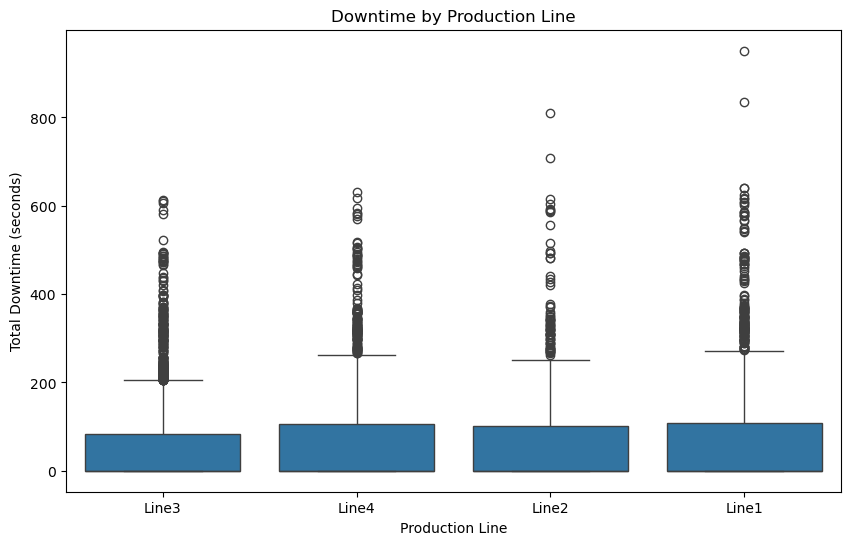 Downtime by Production Line
Total Downtime (seconds)
800
600
400
200
0
Line3 Line4 Line2 Line1
Production Line